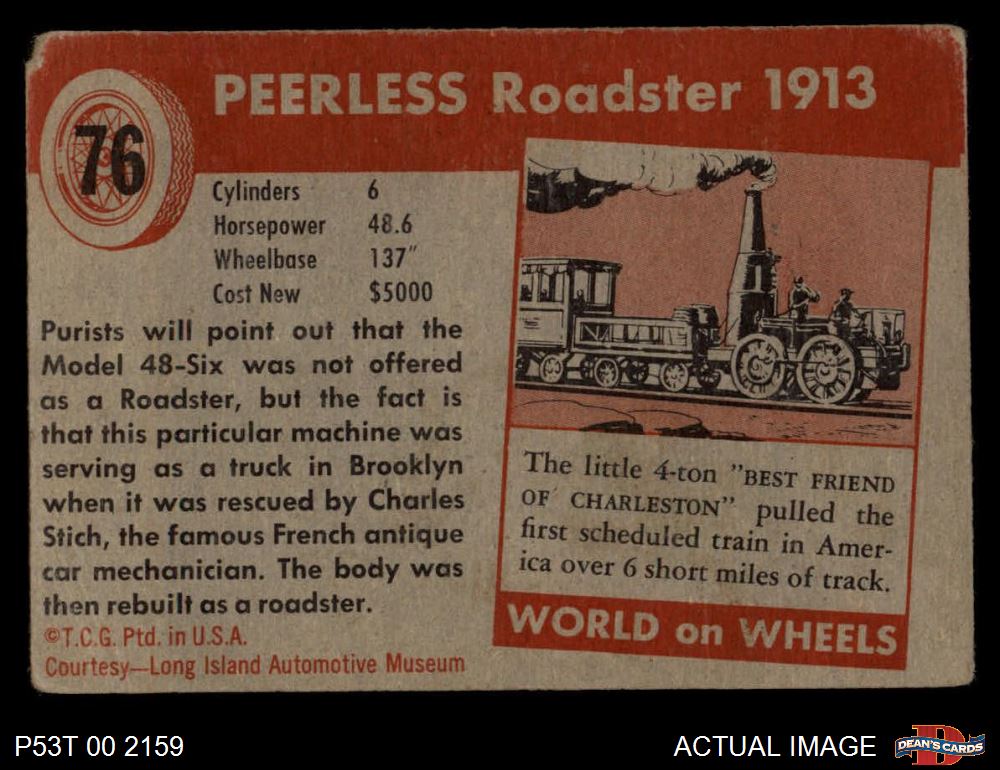 PEERLESS Roadster 1913
76
Cylinders 6
Horsepower 48.6
Wheelbase 137"
Cost New $5000
Purists will point out that the
Model 48-Six was not offered
as a Roadster, but the fact is
that this particular machine was
serving as a truck in Brooklyn
when it was rescued by Charles
Stich, the famous French antique
car mechanician. The body was
then rebuilt as a roadster.
©T.C.G. Ptd. in U.S.A.
Courtesy—Long Island Automotive Museum
The little 4-ton "BEST FRIEND
OF CHARLESTON" pulled the
first scheduled train in Amer-
ica over 6 short miles of track.
WORLD on WHEELS
P53T 00 2159
ACTUAL IMAGE
DEAN'S CARDS